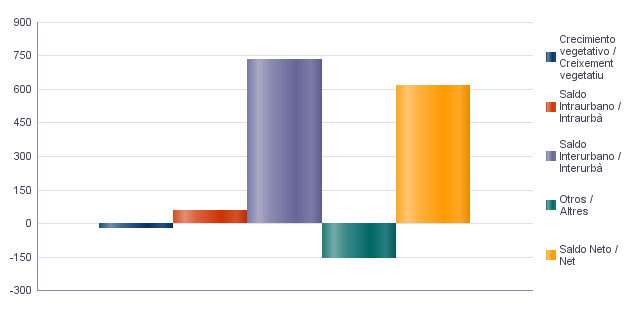 900
750
600
450
300
150
0
-150
-300
Crecimiento
vegetativo /
Creixement
vegetatiu
Saldo
Intraurbano /
Intraurbà
Saldo
Interurbano /
Interurbà
Otros /
Altres
Saldo Neto /
Net